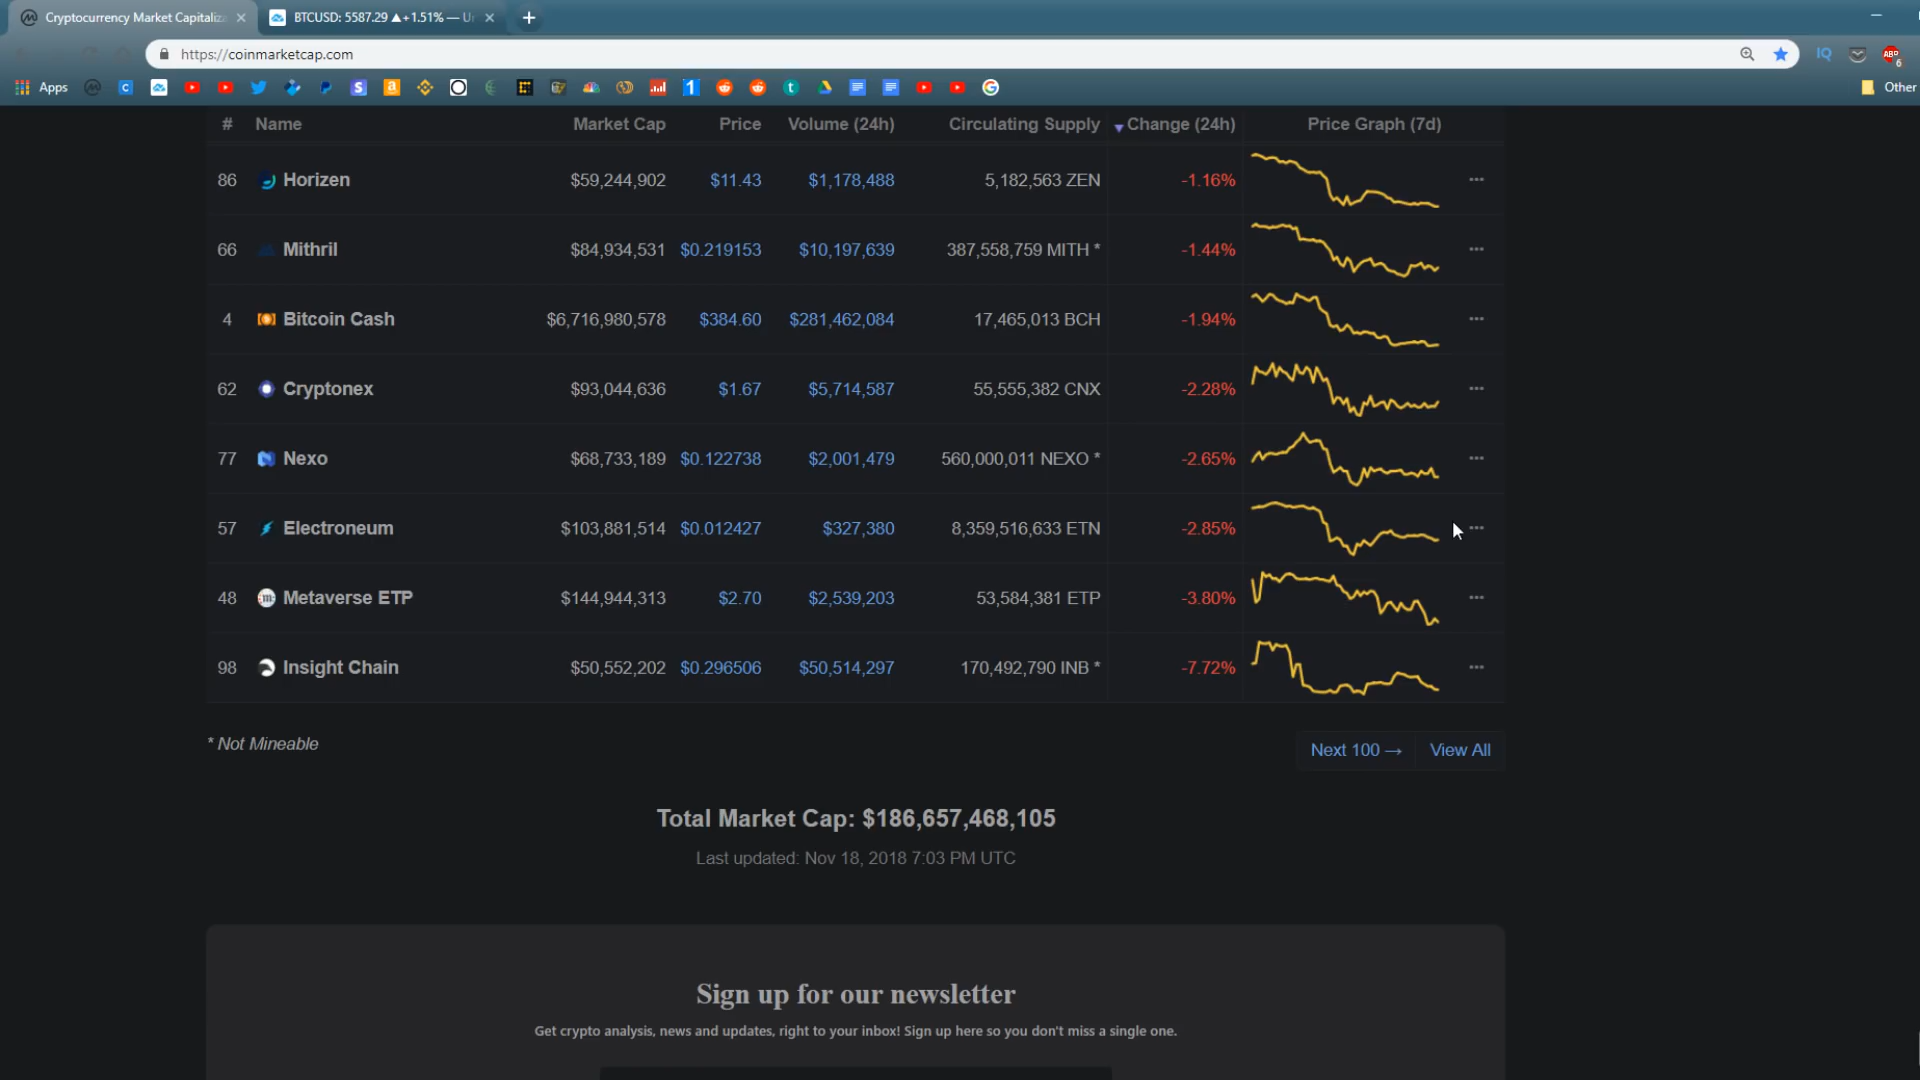 Cryptocurrency Market Capitaliz
BTCUSD: 5587.29 ▲+1.51% — U
https://coinmarketcap.com
IQ
ABP
6
Apps
Other
# Name Market Cap Price Volume (24h) Circulating Supply ▼Change (24h) Price Graph (7d)
86 Horizen $59,244,902 $11.43 $1,178,488 5,182,563 ZEN -1.16%
66 Mithril $84,934,531 $0.219153 $10,197,639 387,558,759 MITH * -1.44%
4 Bitcoin Cash $6,716,980,578 $384.60 $281,462,084 17,465,013 BCH -1.94%
62 Cryptonex $93,044,636 $1.67 $5,714,587 55,555,382 CNX -2.28%
77 Nexo $68,733,189 $0.122738 $2,001,479 560,000,011 NEXO * -2.65%
57 Electroneum $103,881,514 $0.012427 $327,380 8,359,516,633 ETN -2.85%
48 Metaverse ETP $144,944,313 $2.70 $2,539,203 53,584,381 ETP -3.80%
98 Insight Chain $50,552,202 $0.296506 $50,514,297 170,492,790 INB * -7.72%
* Not Mineable
Next 100 → View All
Total Market Cap: $186,657,468,105
Last updated: Nov 18, 2018 7:03 PM UTC
Sign up for our newsletter
Get crypto analysis, news and updates, right to your inbox! Sign up here so you don't miss a single one.